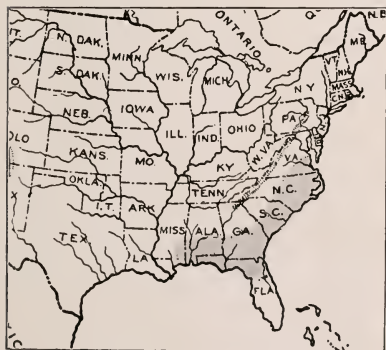 ONTARIO
Q
N.B.
N. DAK.
MINN.
ME
VT.
N.H.
S. DAK.
WIS.
MICH.
N Y
MASS
IOWA
PA.
NEB.
ILL.
IND.
OHIO
W.VA.
VA.
OLO
KANS.
MO.
KY
N.C.
OKLA.
TENN.
I.T.
ARK
S.C.
MISS
ALA.
GA.
TEX.
LA.
FLA.